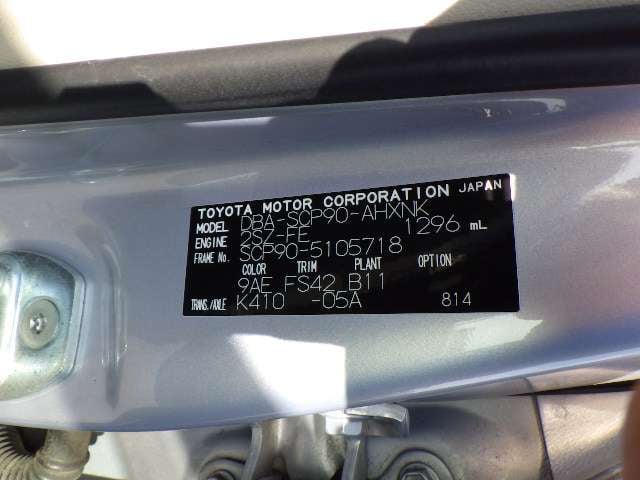 TOYOTA MOTOR CORPORATION JAPAN
MODEL DBA-SCP90-AHXNK
ENGINE 2SZ-FE 1296 mL
FRAME No. SCP90-5105718
COLOR TRIM PLANT OPTION
9AE FS42 B11
TRANS./AXLE K410 -05A 814